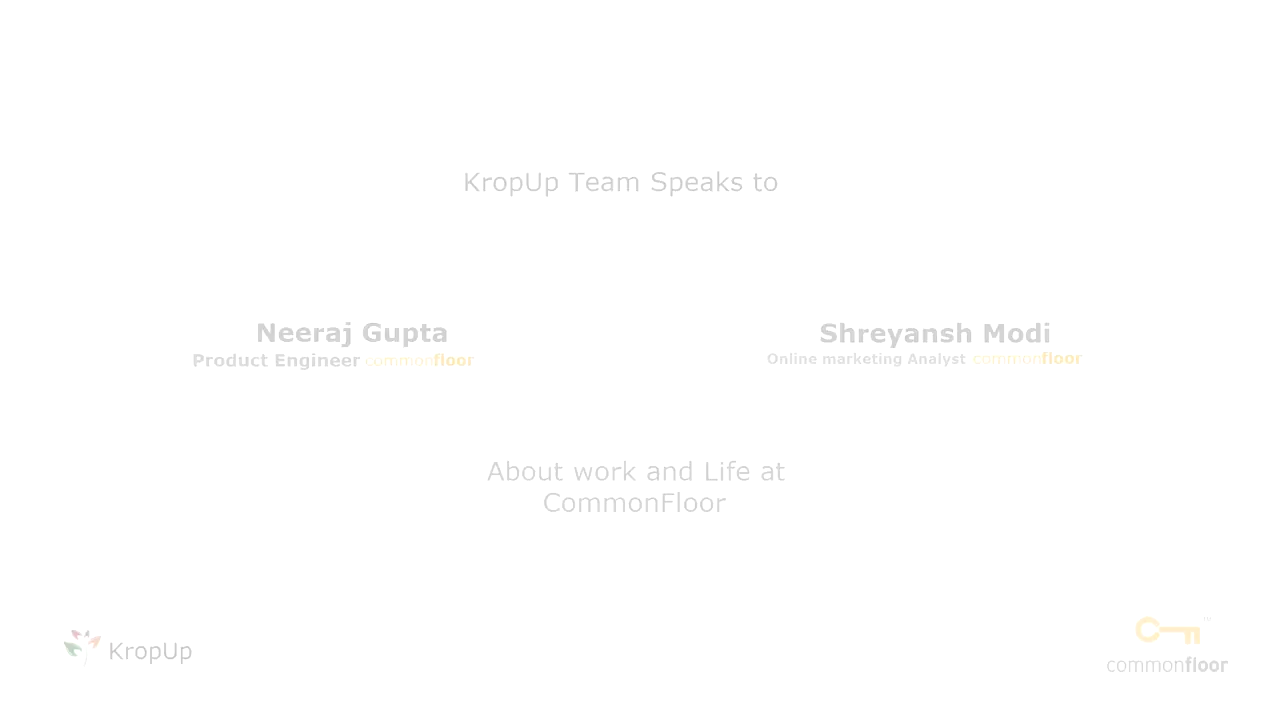 KropUp Team Speaks to
Neeraj Gupta
Product Engineer commonfloor
Shreyansh Modi
Online marketing Analyst commonfloor
About work and Life at
CommonFloor
KropUp
commonfloor